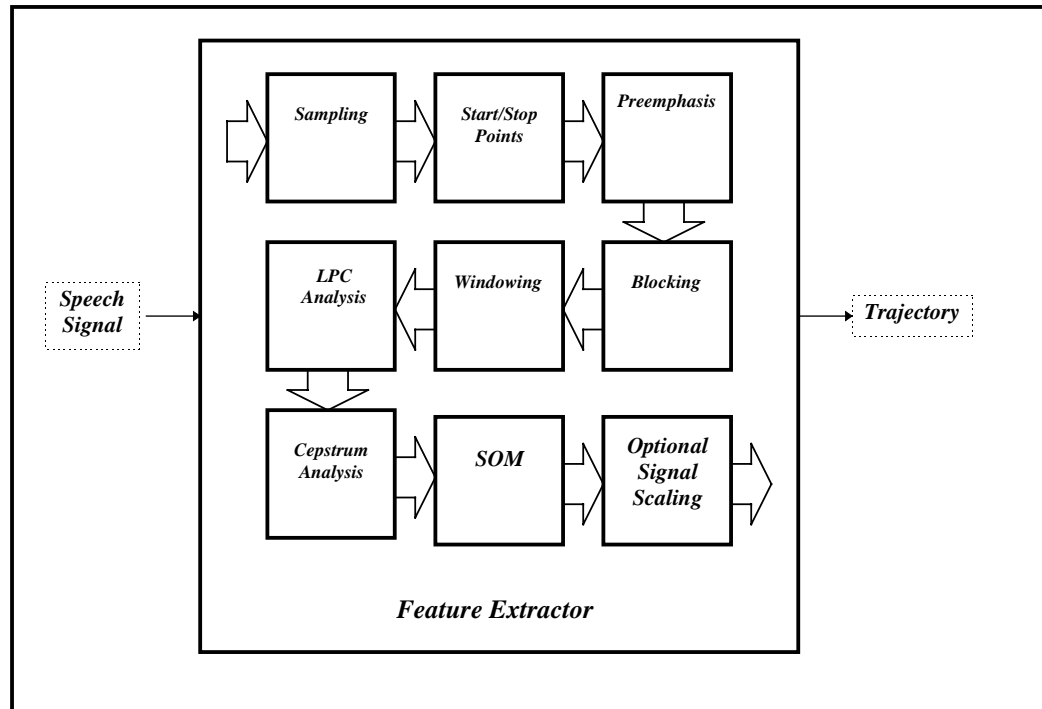 Sampling
Start/Stop
Points
Preemphasis
LPC
Analysis
Windowing
Blocking
Speech
Signal
Trajectory
Cepstrum
Analysis
SOM
Optional
Signal
Scaling
Feature Extractor